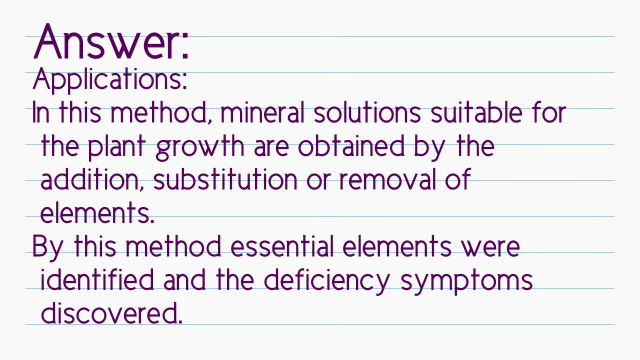 Answer:
Applications:
In this method, mineral solutions suitable for
the plant growth are obtained by the
addition, substitution or removal of
elements.
By this method essential elements were
identified and the deficiency symptoms
discovered.